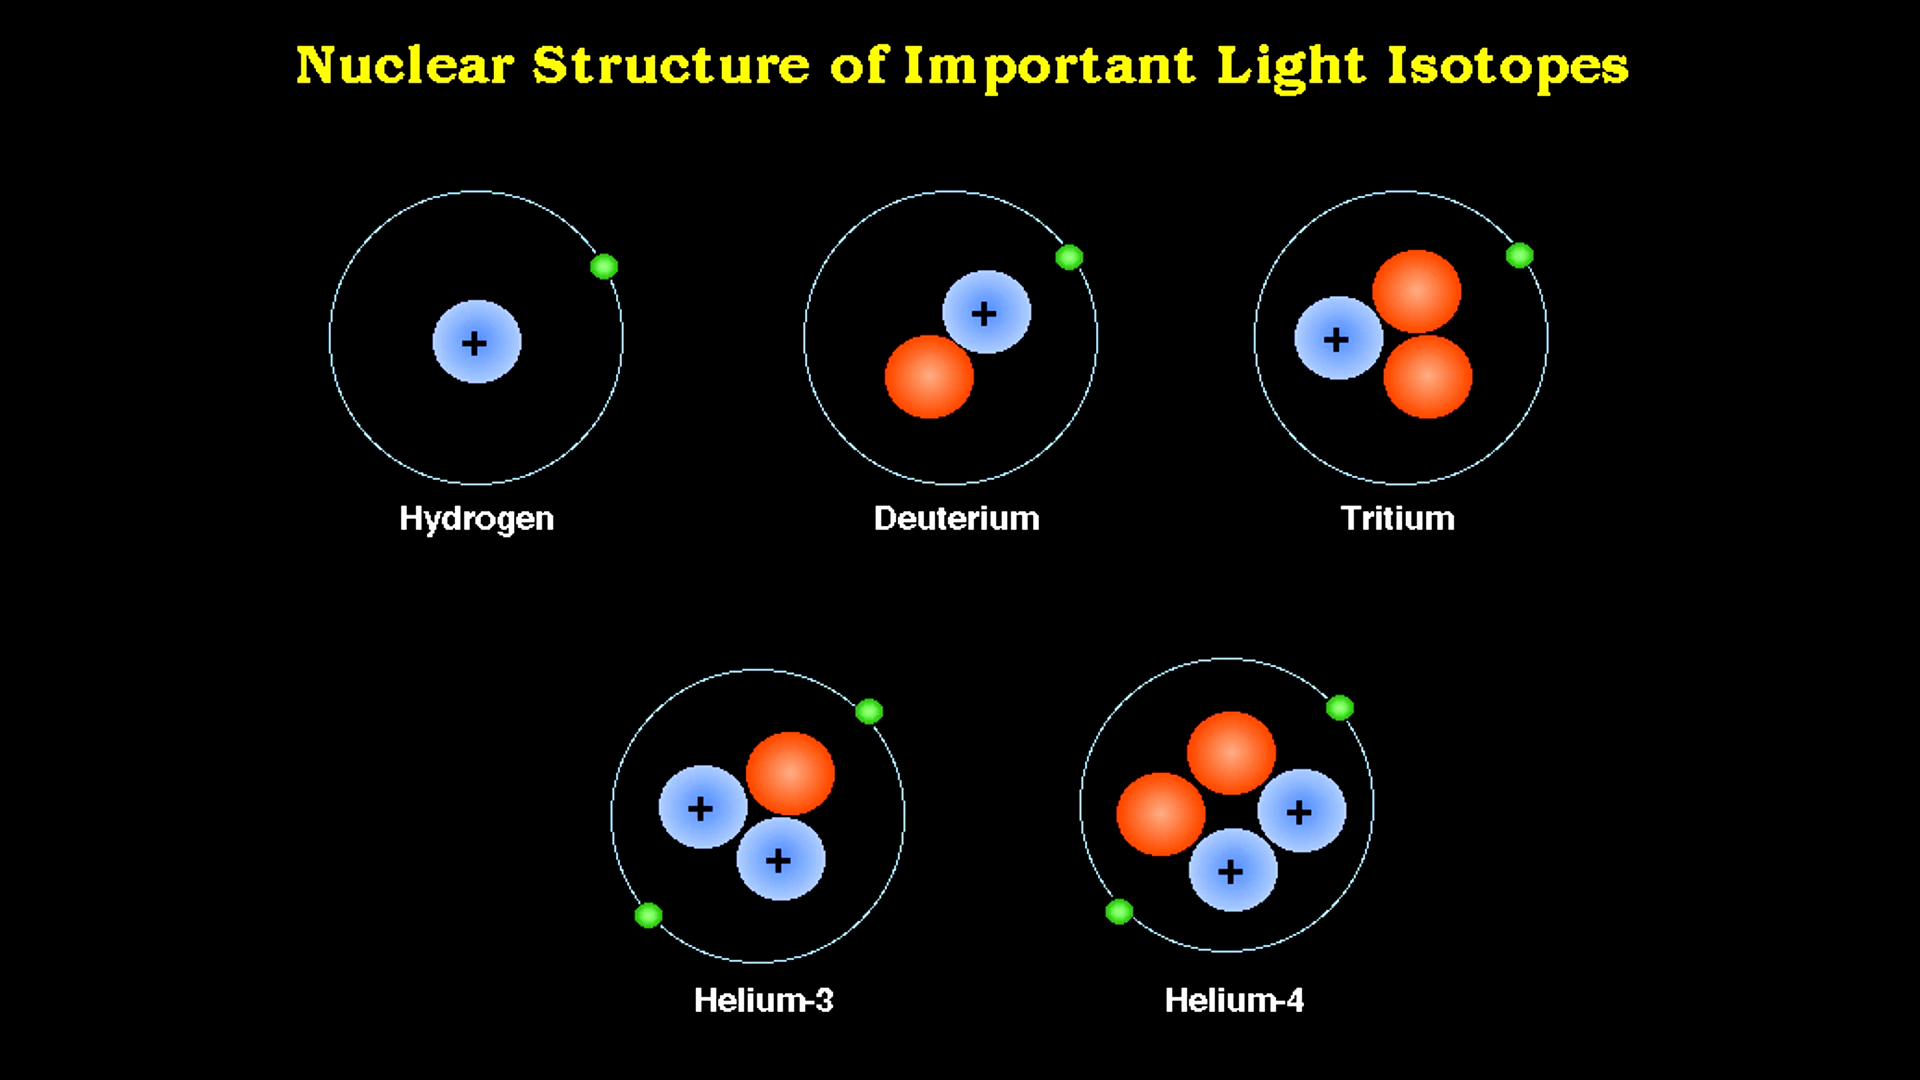 Nuclear Structure of Important Light Isotopes
+
+
+
Hydrogen
Deuterium
Tritium
+
+
+
+
Helium-3
Helium-4